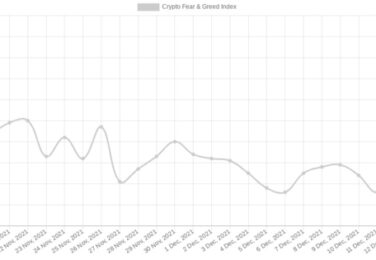 Crypto Fear & Greed Index
23 Nov, 2021
24 Nov, 2021
25 Nov, 2021
26 Nov, 2021
27 Nov, 2021
28 Nov, 2021
29 Nov, 2021
30 Nov, 2021
1 Dec, 2021
2 Dec, 2021
3 Dec, 2021
4 Dec, 2021
5 Dec, 2021
6 Dec, 2021
7 Dec, 2021
8 Dec, 2021
9 Dec, 2021
10 Dec, 2021
11 Dec, 2021